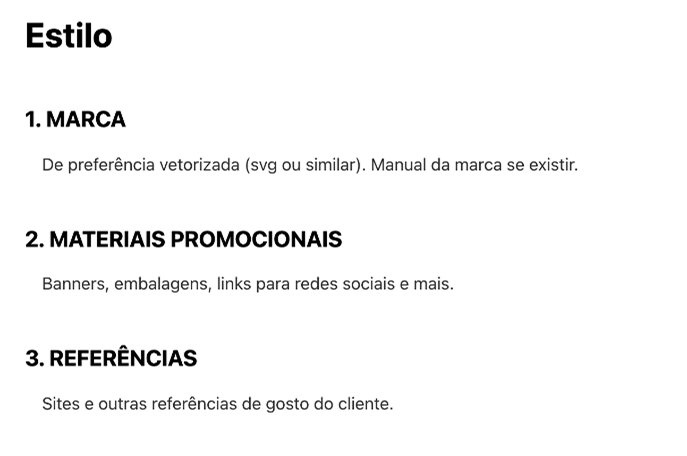 Estilo
1. MARCA
De preferência vetorizada (svg ou similar). Manual da marca se existir.
2. MATERIAIS PROMOCIONAIS
Banners, embalagens, links para redes sociais e mais.
3. REFERÊNCIAS
Sites e outras referências de gosto do cliente.